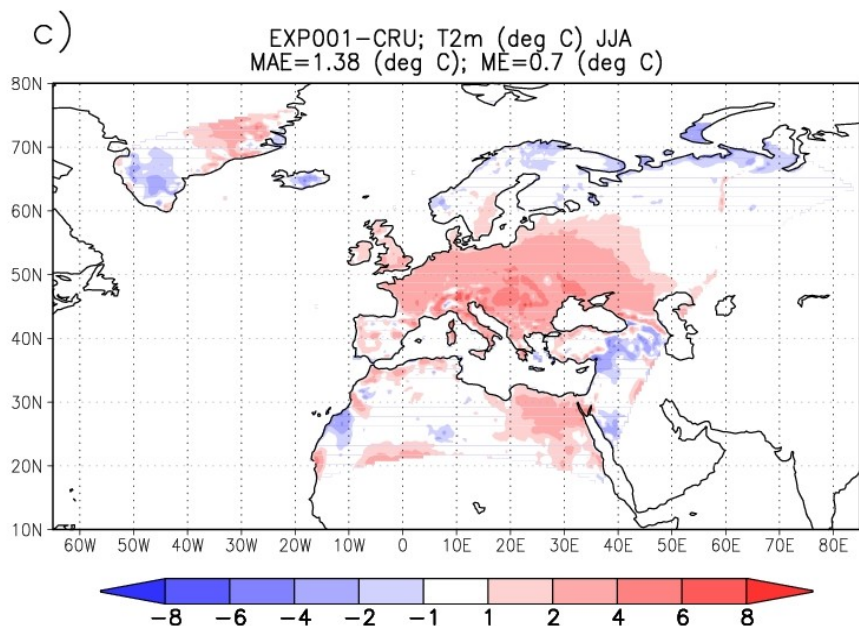 c)
EXP001-CRU; T2m (deg C) JJA
MAE=1.38 (deg C); ME=0.7 (deg C)
80N
70N
60N
50N
40N
30N
20N
10N
60W 50W 40W 30W 20W 10W 0 10E 20E 30E 40E 50E 60E 70E 80E
−8 −6 −4 −2 −1 1 2 4 6 8